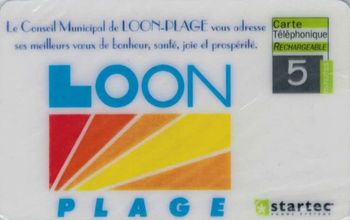 Le Conseil Municipal de LOON-PLAGE vous adresse
ses meilleurs vœux de bonheur, santé, joie et prospérité.
Carte
Téléphonique
RECHARGEABLE
5
LOON
PLAGE
startec